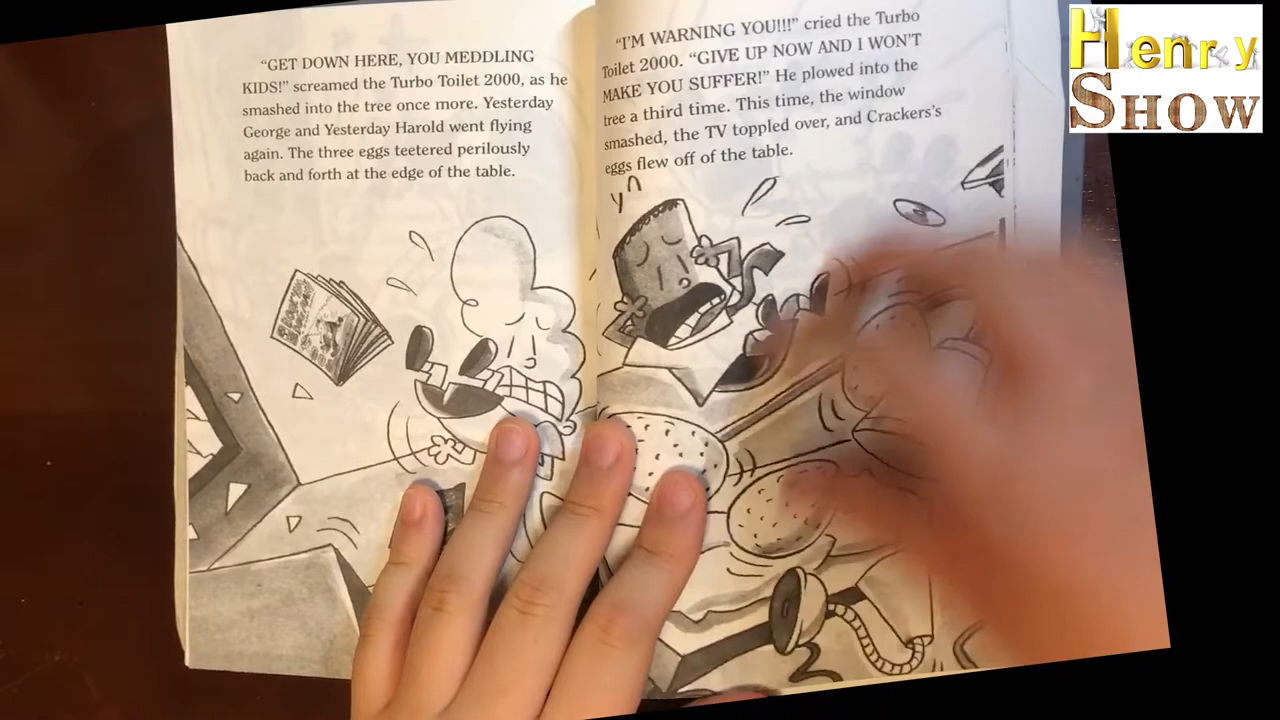 "GET DOWN HERE, YOU MEDDLING
KIDS!" screamed the Turbo Toilet 2000, as he
smashed into the tree once more. Yesterday
George and Yesterday Harold went flying
again. The three eggs teetered perilously
back and forth at the edge of the table.
"I'M WARNING YOU!!!" cried the Turbo
Toilet 2000. "GIVE UP NOW AND I WON'T
MAKE YOU SUFFER!" He plowed into the
tree a third time. This time, the window
smashed, the TV toppled over, and Crackers's
eggs flew off of the table.
Henry
SHOW